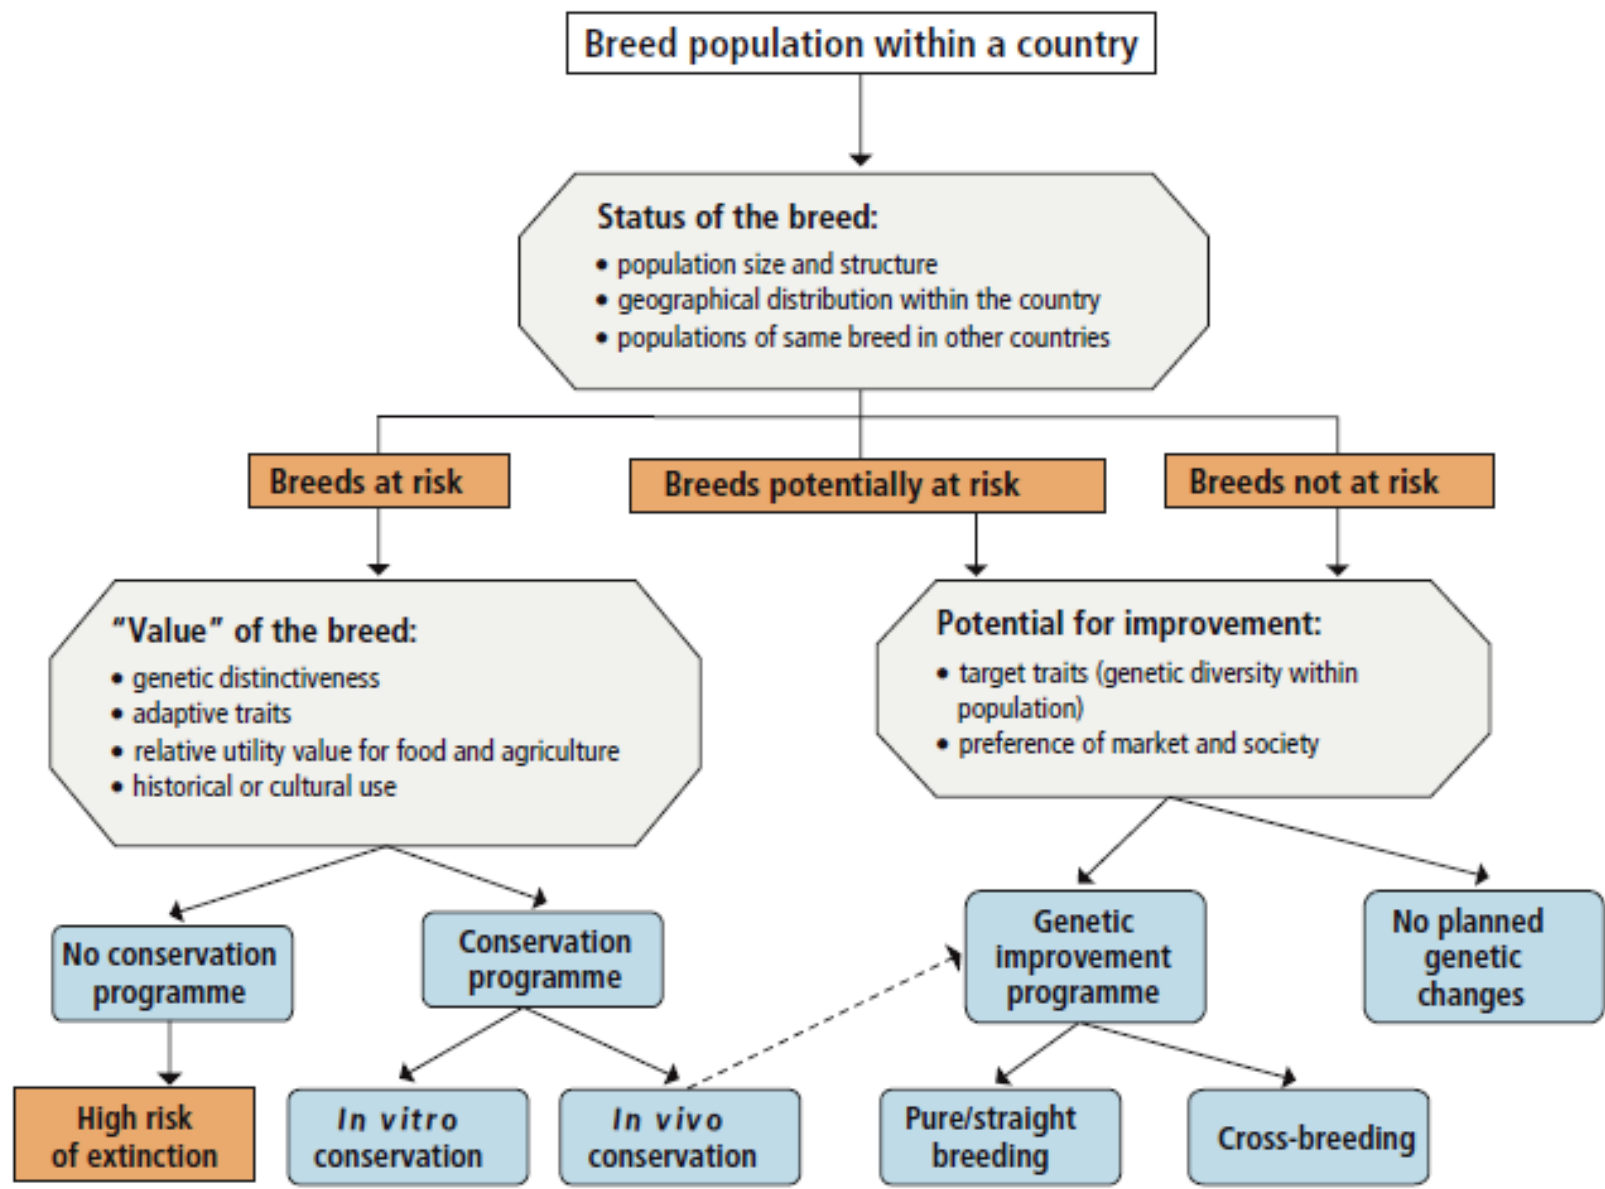 Breed population within a country
Status of the breed:
• population size and structure
• geographical distribution within the country
• populations of same breed in other countries
Breeds at risk
Breeds potentially at risk
Breeds not at risk
“Value” of the breed:
• genetic distinctiveness
• adaptive traits
• relative utility value for food and agriculture
• historical or cultural use
Potential for improvement:
• target traits (genetic diversity within
population)
• preference of market and society
No conservation
programme
Conservation
programme
Genetic
improvement
programme
No planned
genetic
changes
High risk
of extinction
In vitro
conservation
In vivo
conservation
Pure/straight
breeding
Cross-breeding